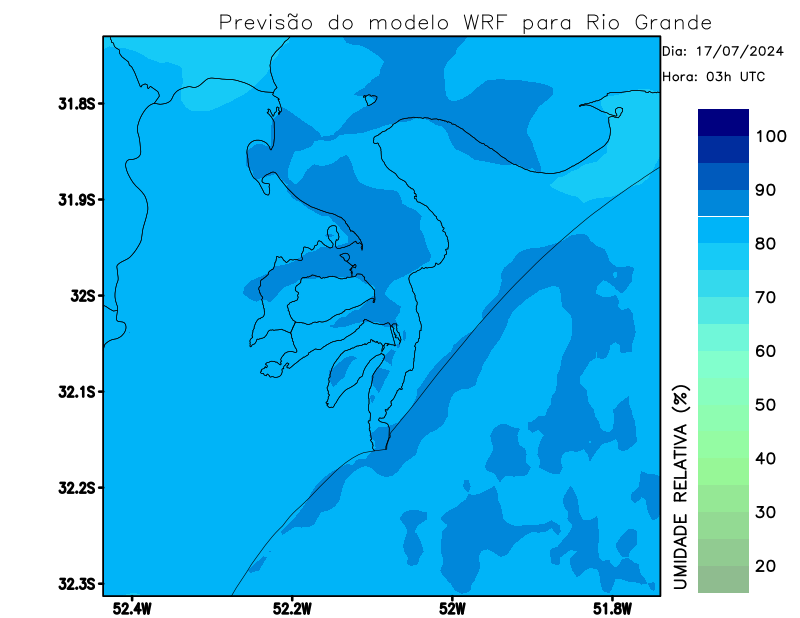 Previsão do modelo WRF para Rio Grande
Dia: 17/07/2024
Hora: 03h UTC
31.8S
31.9S
32S
32.1S
32.2S
32.3S
52.4W
52.2W
52W
51.8W
100
90
80
70
60
50
40
30
20
UMIDADE RELATIVA (%)